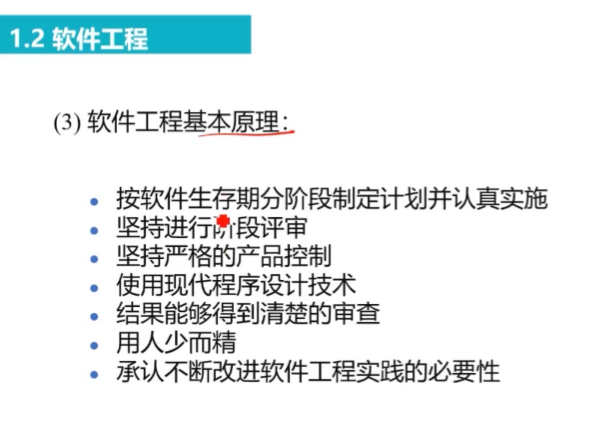 1.2 软件工程
(3) 软件工程基本原理:
按软件生存期分阶段制定计划并认真实施
坚持进行阶段评审
坚持严格的产品控制
使用现代程序设计技术
结果能够得到清楚的审查
用人少而精
承认不断改进软件工程实践的必要性